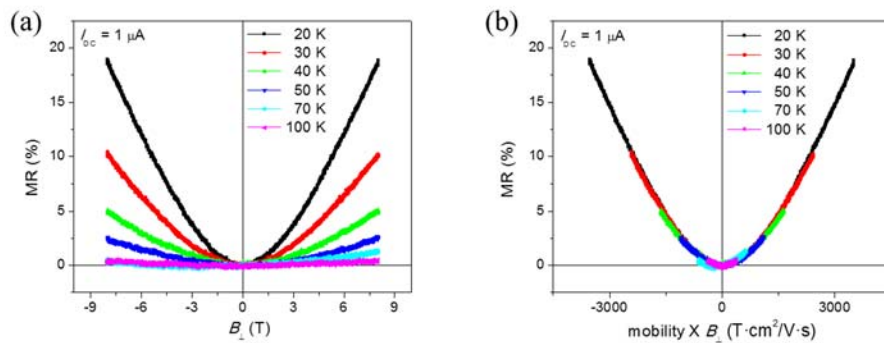 (a)
I_DC = 1 μA
20 K
30 K
40 K
50 K
70 K
100 K
20
15
10
5
0
MR (%)
-9 -6 -3 0 3 6 9
B⊥ (T)
(b)
I_DC = 1 μA
20 K
30 K
40 K
50 K
70 K
100 K
20
15
10
5
0
MR (%)
-3000 0 3000
mobility X B⊥ (T·cm²/V·s)